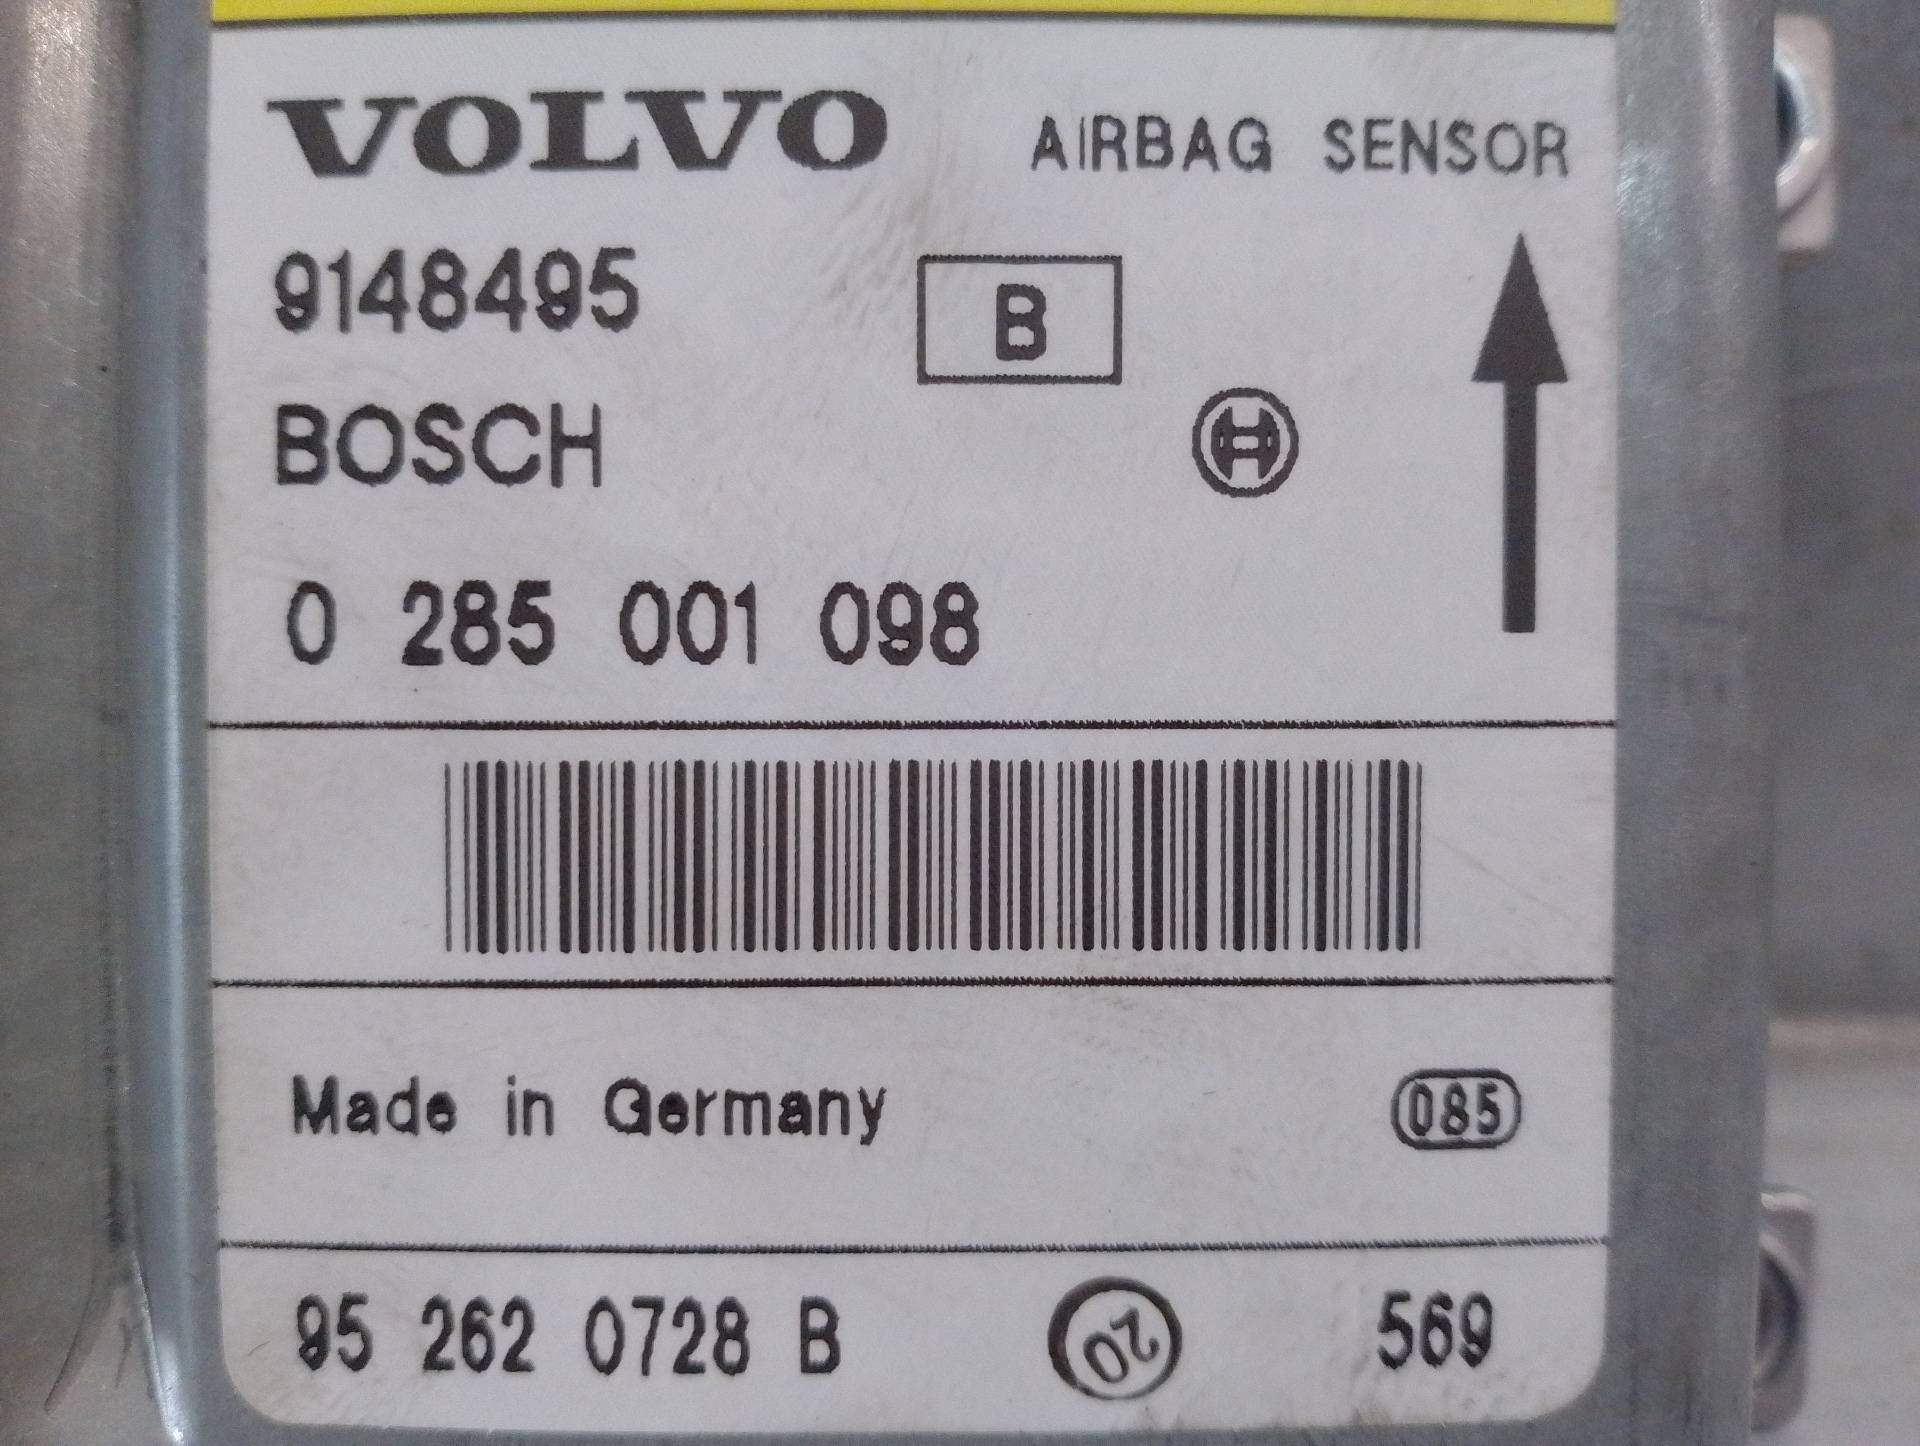 VOLVO AIRBAG SENSOR
9148495 B
BOSCH
0 285 001 098
Made in Germany 085
95 262 0728 B 20 569